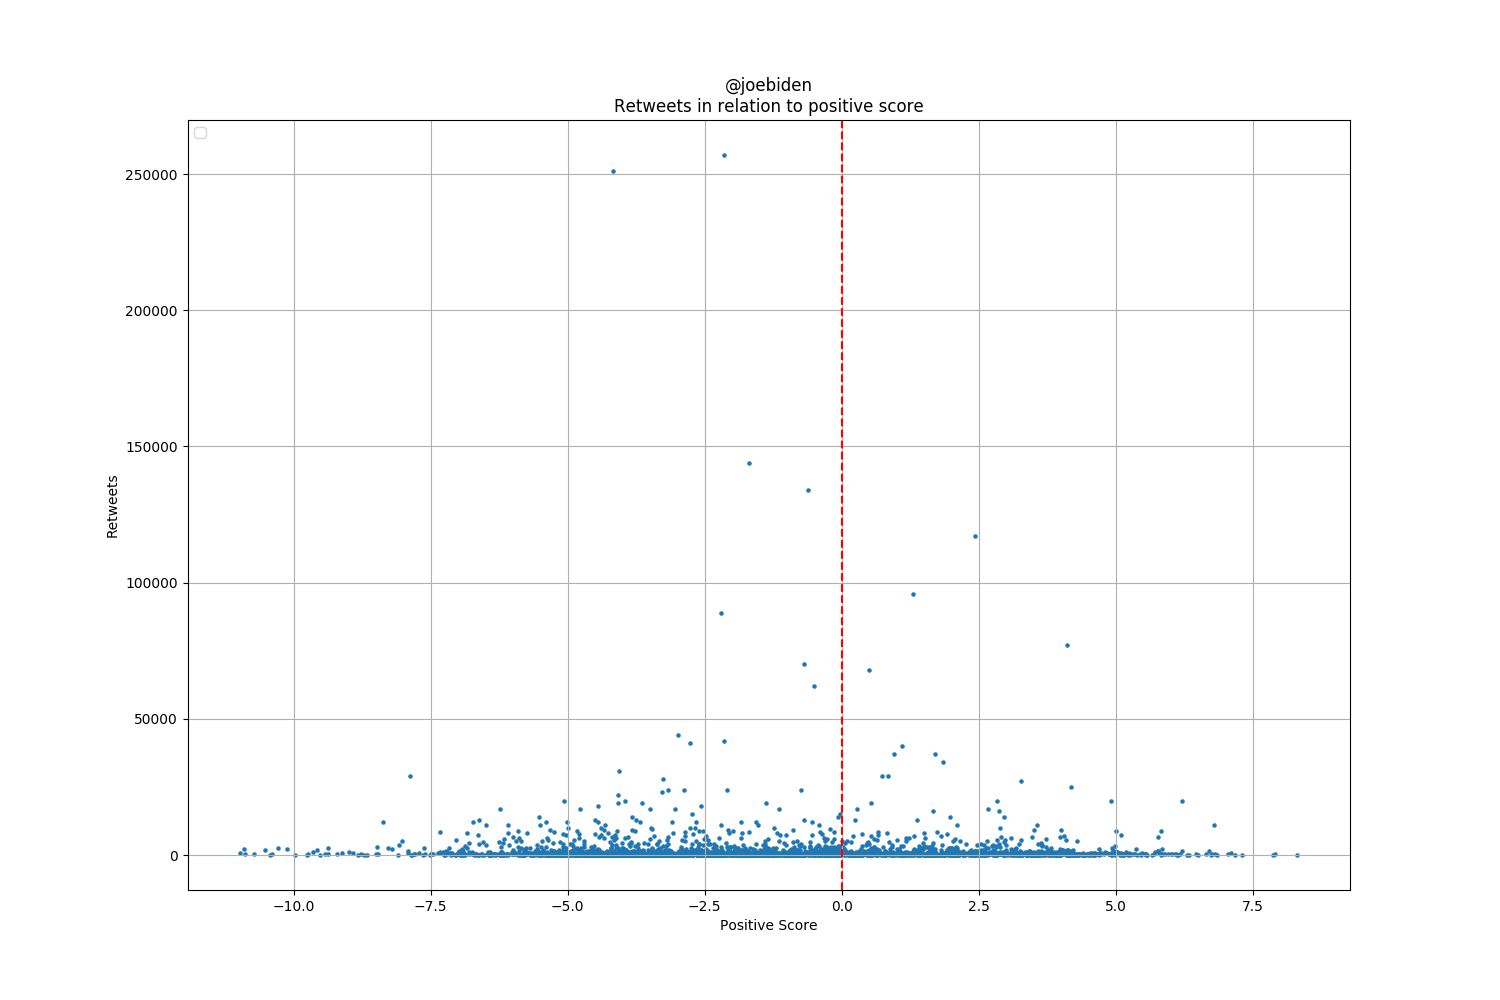 @joebiden
Retweets in relation to positive score
250000
200000
150000
100000
50000
0
Retweets
−10.0 −7.5 −5.0 −2.5 0.0 2.5 5.0 7.5
Positive Score